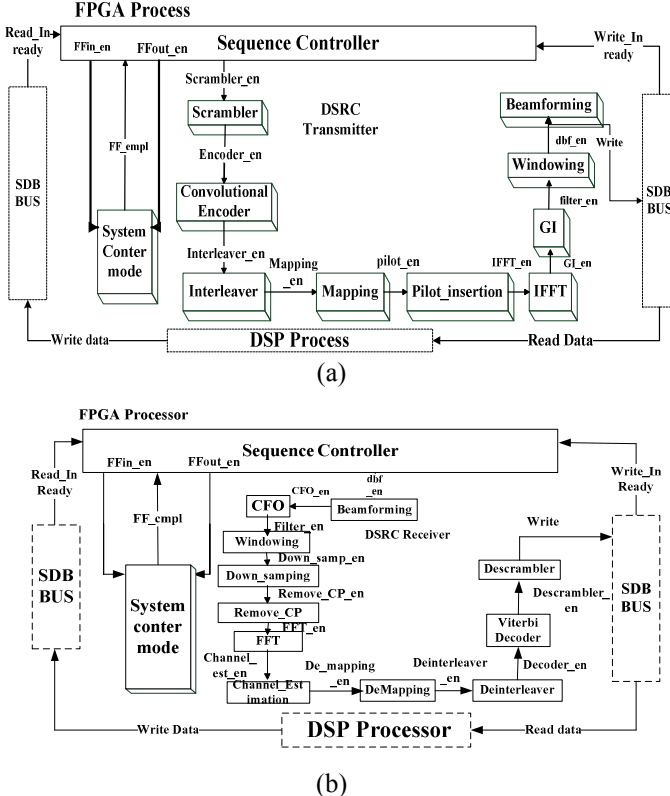 FPGA Process
Read_In
ready
FFin_en
FFout_en
Sequence Controller
Write_In
ready
Scrambler_en
Scrambler
DSRC
Transmitter
Beamforming
dbf_en
Write
FF_empl
Encoder_en
Windowing
SDB
BUS
SDB
BUS
Convolutional
Encoder
filter_en
System
Conter
mode
GI
Interleaver_en
Mapping
_en
pilot_en
IFFT_en
GI_en
Interleaver
Mapping
Pilot_insertion
IFFT
Write data
DSP Process
Read Data
(a)
FPGA Processor
Sequence Controller
Read_In
Ready
FFin_en
FFout_en
Write_In
Ready
dbf
_en
CFO_en
CFO
Beamforming
FF_cmpl
Filter_en
DSRC Receiver
Windowing
Write
Down_samp_en
SDB
BUS
Down_samping
Descrambler
SDB
BUS
Remove_CP_en
Descrambler_
en
System
conter
mode
Remove_CP
FFT_en
Viterbi
Decoder
FFT
Channel_
est_en
De_mapping
_en
Deinterleaver
_en
Decoder_en
Channel_Est
imation
DeMapping
Deinterleaver
Write Data
DSP Processor
Read data
(b)